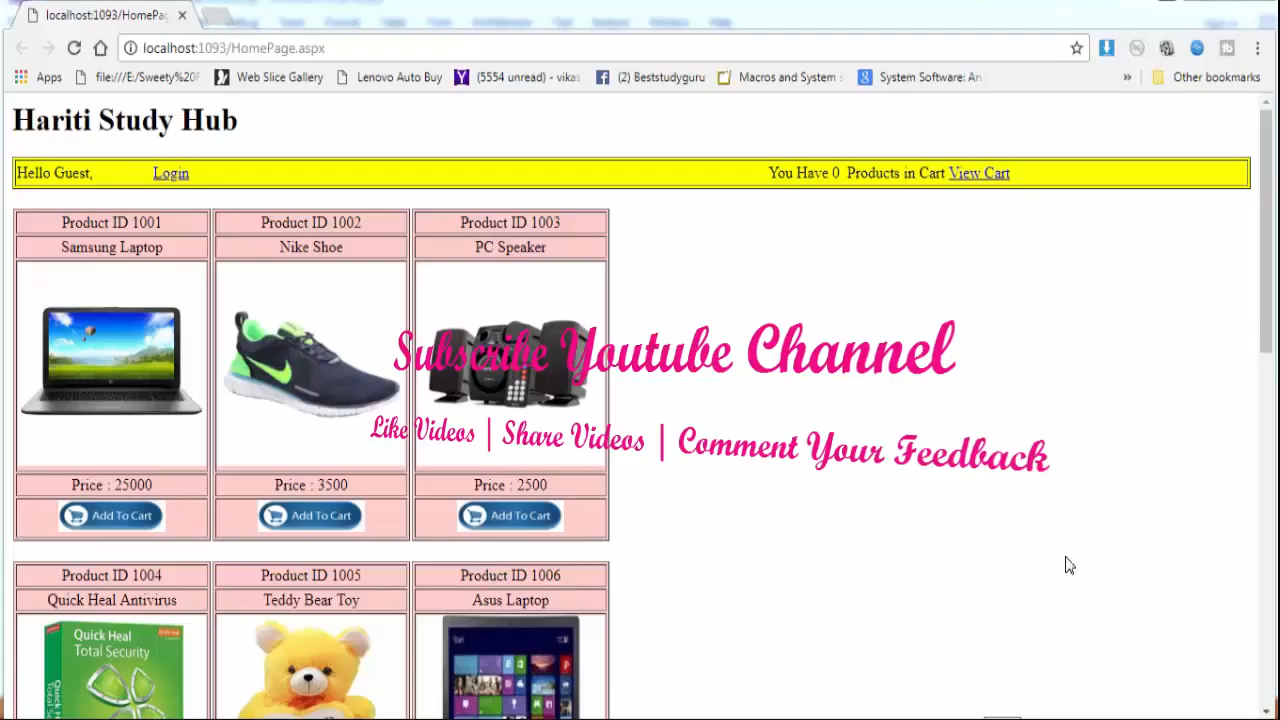 localhost:1093/HomePag
localhost:1093/HomePage.aspx
Apps file:///E:/Sweety%20F Web Slice Gallery Lenovo Auto Buy (5554 unread) - vikas (2) Beststudyguru Macros and System s System Software: An » Other bookmarks
Hariti Study Hub
Hello Guest, Login You Have 0 Products in Cart View Cart
Product ID 1001 Product ID 1002 Product ID 1003
Samsung Laptop Nike Shoe PC Speaker
Subscribe Youtube Channel
Like Videos | Share Videos | Comment Your Feedback
Price : 25000 Price : 3500 Price : 2500
Add To Cart Add To Cart Add To Cart
Product ID 1004 Product ID 1005 Product ID 1006
Quick Heal Antivirus Teddy Bear Toy Asus Laptop
Quick Heal
Total Security
Start